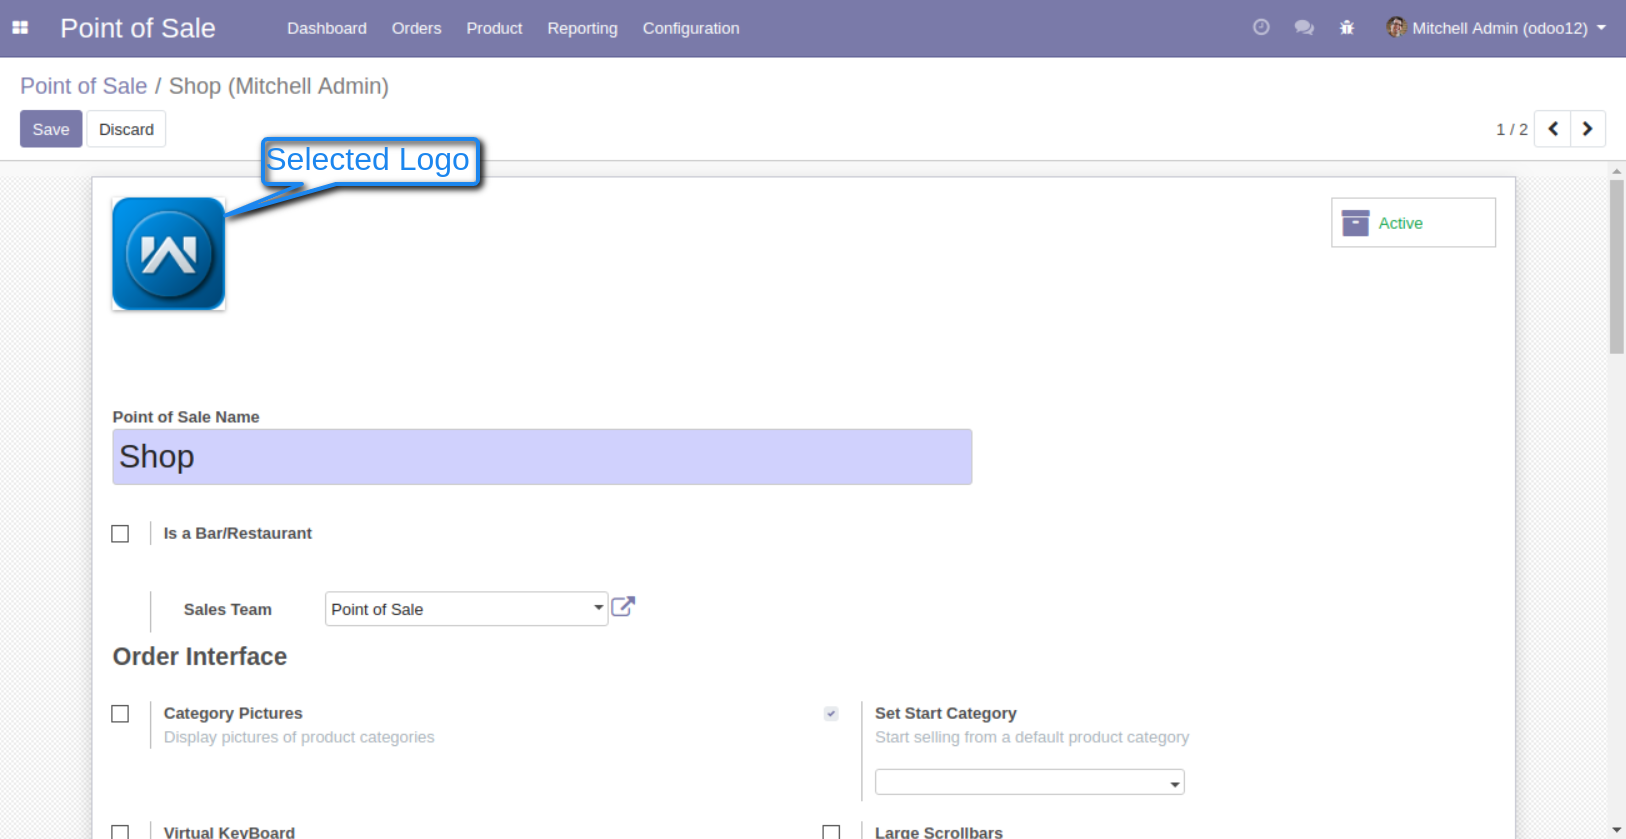 Point of Sale Dashboard Orders Product Reporting Configuration Mitchell Admin (odoo12)
Point of Sale / Shop (Mitchell Admin)
Save Discard 1 / 2
Selected Logo
W
Active
Point of Sale Name
Shop
Is a Bar/Restaurant
Sales Team Point of Sale
Order Interface
Category Pictures Set Start Category
Display pictures of product categories Start selling from a default product category
Virtual KeyBoard Large Scrollbars